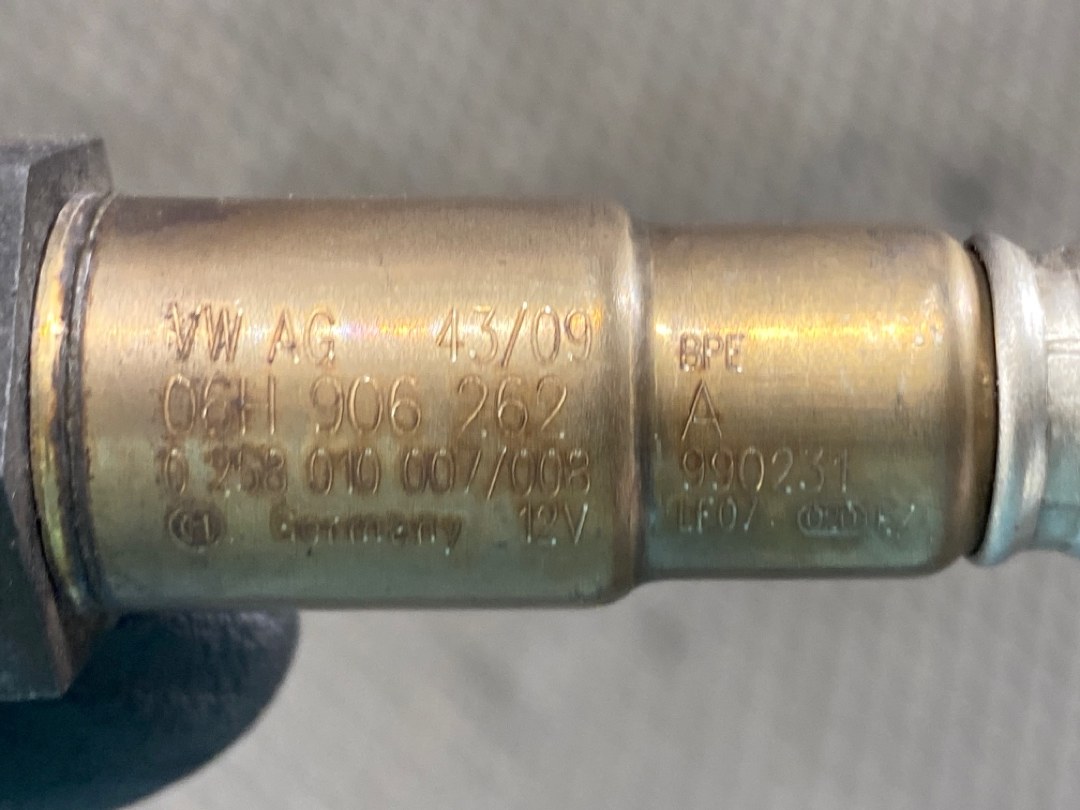 VW AG 43/09
06H 906 262
0 258 010 007/008
Germany 12V
BPE
A
990231